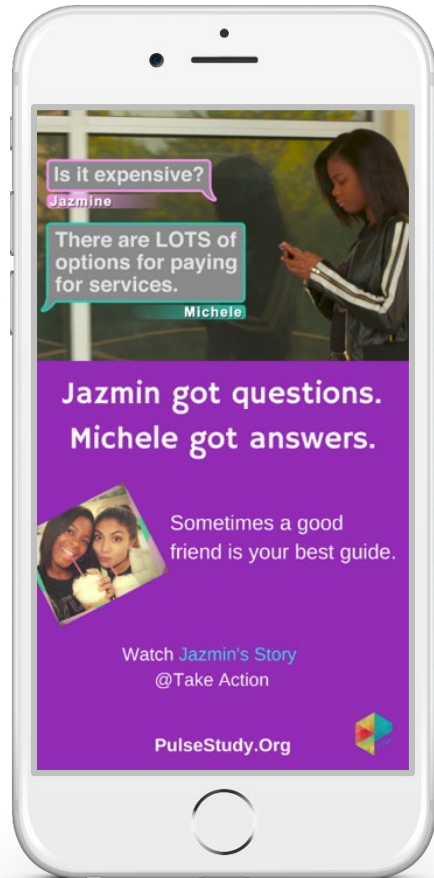 Is it expensive?
Jazmine
There are LOTS of
options for paying
for services.
Michele
Jazmin got questions.
Michele got answers.
Sometimes a good
friend is your best guide.
Watch Jazmin's Story
@Take Action
PulseStudy.Org